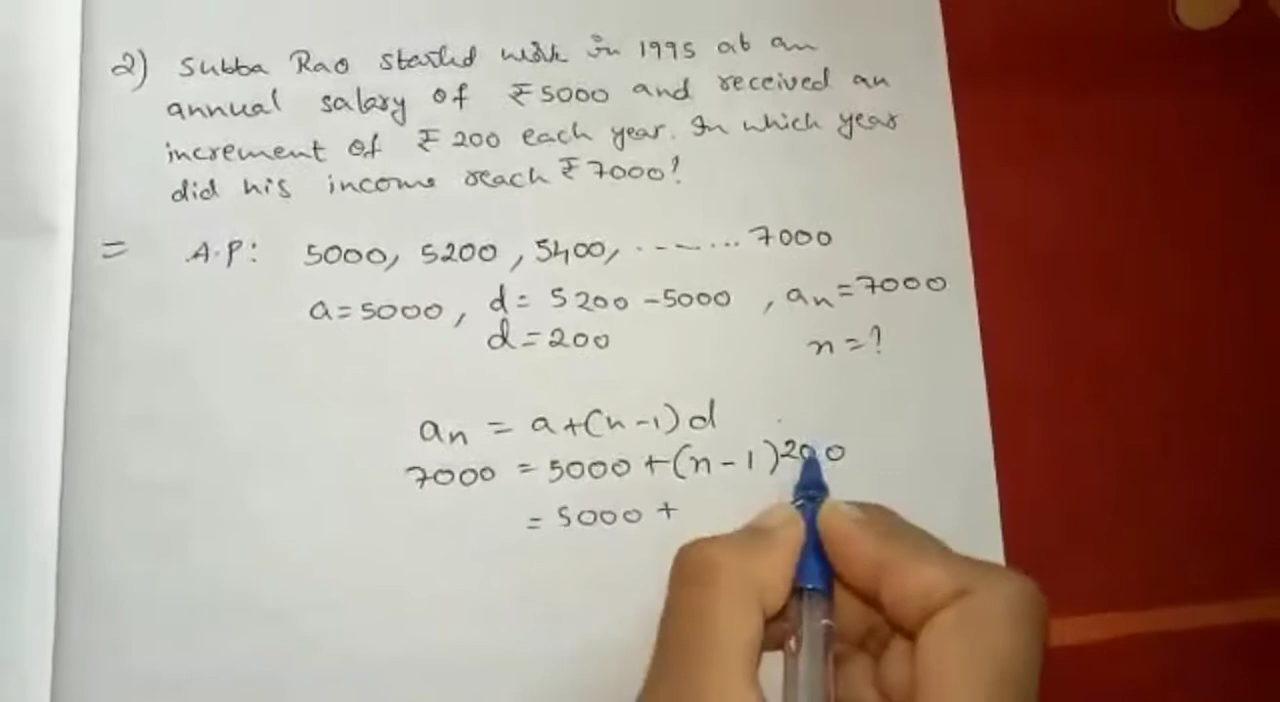 2) Subba Rao started work in 1995 at an
annual salary of ₹5000 and received an
increment of ₹ 200 each year. In which year
did his income reach ₹7000?
= A.P: 5000, 5200, 5400, ------... 7000
a=5000, d= 5200-5000, an=7000
d=200 n=?
an = a+(n-1)d
7000 = 5000+(n-1)200
= 5000+